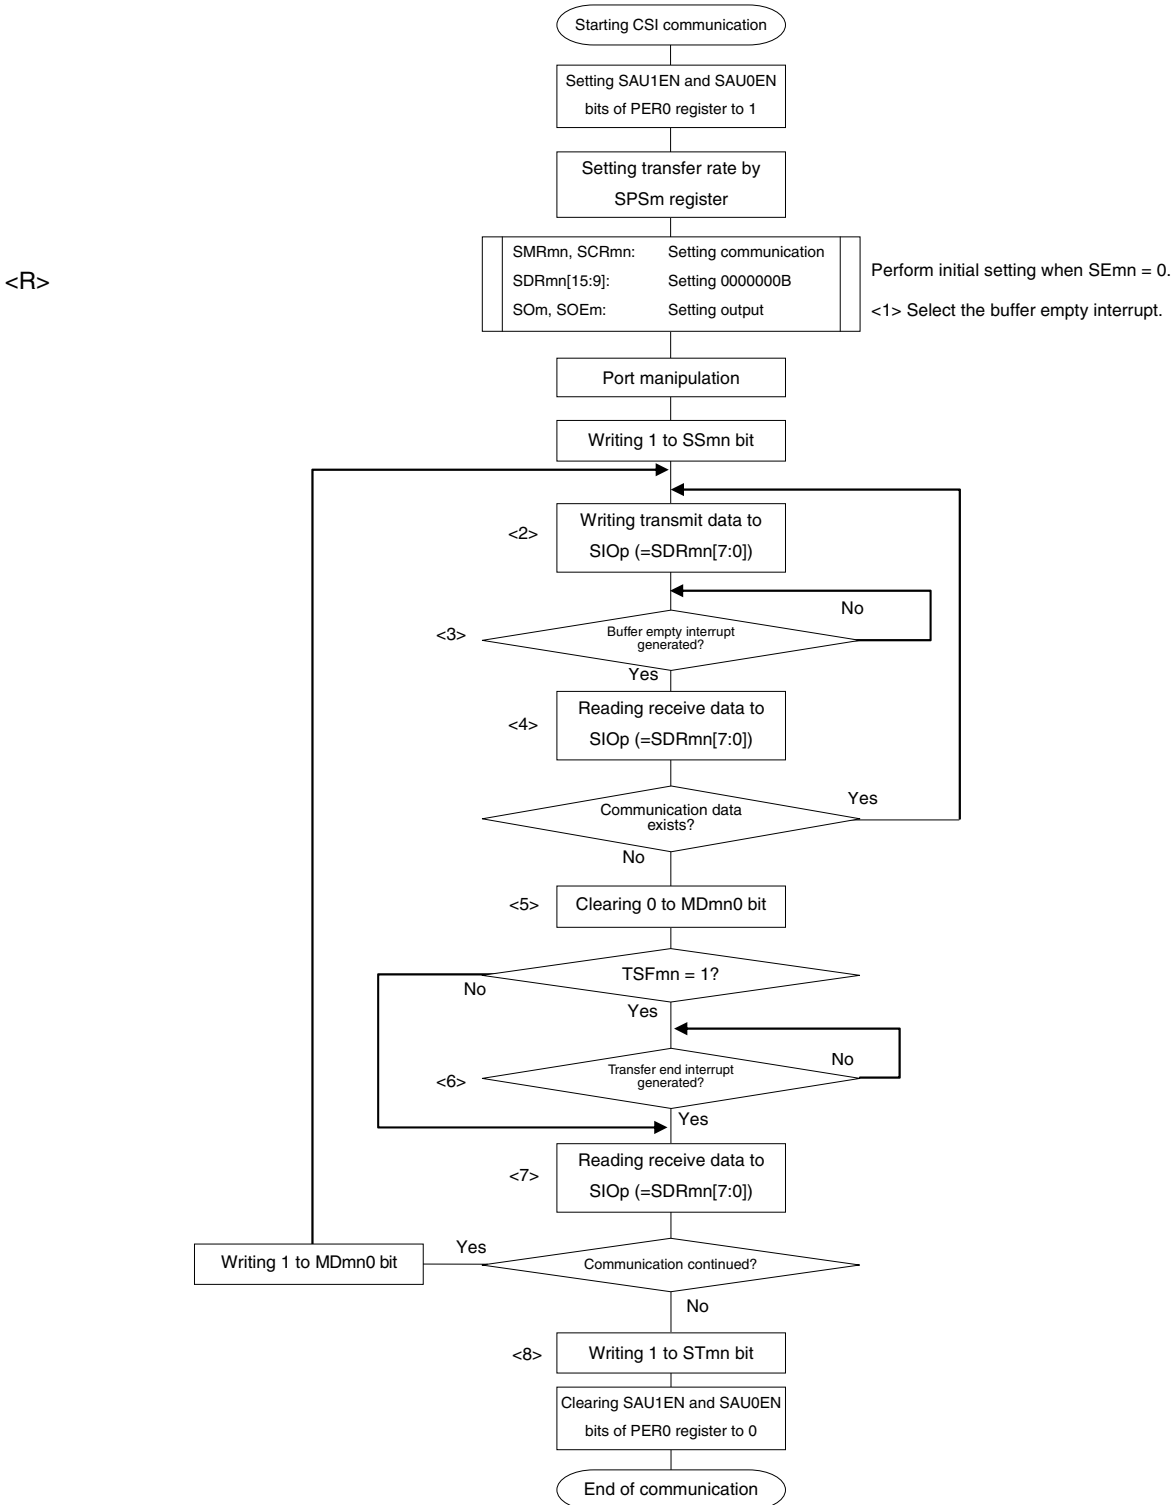 Starting CSI communication
Setting SAU1EN and SAU0EN
bits of PER0 register to 1
Setting transfer rate by
SPSm register
<R>
SMRmn, SCRmn: Setting communication
SDRmn[15:9]: Setting 0000000B
SOm, SOEm: Setting output
Perform initial setting when SEmn = 0.
<1> Select the buffer empty interrupt.
Port manipulation
Writing 1 to SSmn bit
<2>
Writing transmit data to
SIOp (=SDRmn[7:0])
No
<3>
Buffer empty interrupt
generated?
Yes
<4>
Reading receive data to
SIOp (=SDRmn[7:0])
Communication data
exists?
Yes
No
<5>
Clearing 0 to MDmn0 bit
TSFmn = 1?
No
Yes
<6>
Transfer end interrupt
generated?
No
Yes
<7>
Reading receive data to
SIOp (=SDRmn[7:0])
Writing 1 to MDmn0 bit
Yes
Communication continued?
No
<8>
Writing 1 to STmn bit
Clearing SAU1EN and SAU0EN
bits of PER0 register to 0
End of communication